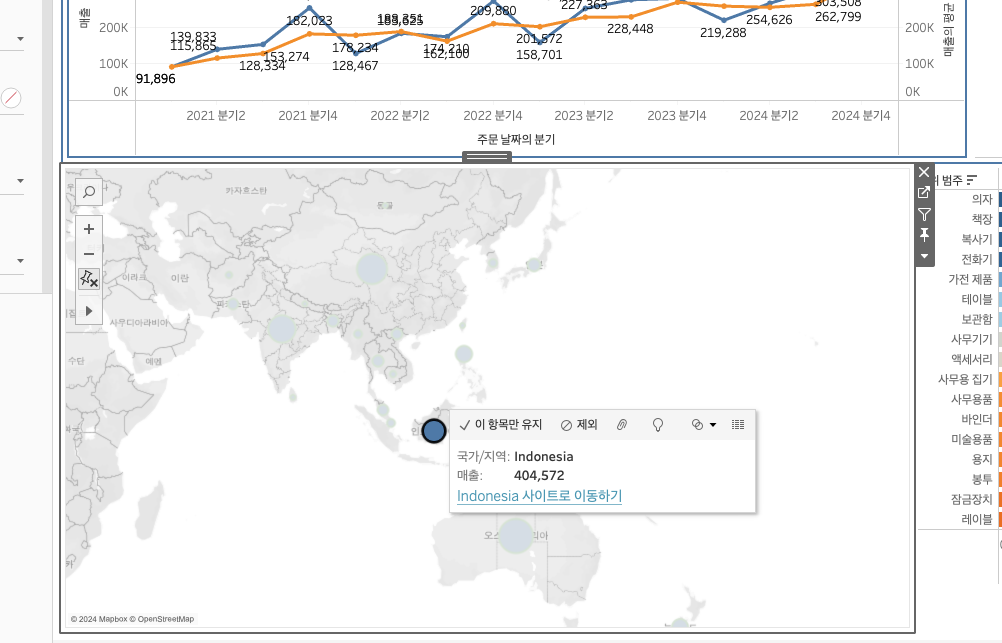 매출
200K
100K
0K
139,833
115,865
91,896
128,334
153,274
182,023
178,234
128,467
174,210
162,100
209,880
201,572
158,701
227,363
228,448
219,288
254,626
303,508
262,799
200K
100K
0K
매출의 평균
2021 분기2
2021 분기4
2022 분기2
2022 분기4
2023 분기2
2023 분기4
2024 분기2
2024 분기4
주문 날짜의 분기
카자흐스탄
몽골
이라크
이란
파키스탄
사우디아라비아
수단
예멘
이 항목만 유지
제외
국가/지역: Indonesia
매출: 404,572
Indonesia 사이트로 이동하기
© 2024 Mapbox © OpenStreetMap
범주
의자
책장
복사기
전화기
가전 제품
테이블
보관함
사무기기
액세서리
사무용 집기
사무용품
바인더
미술용품
용지
봉투
잠금장치
레이블